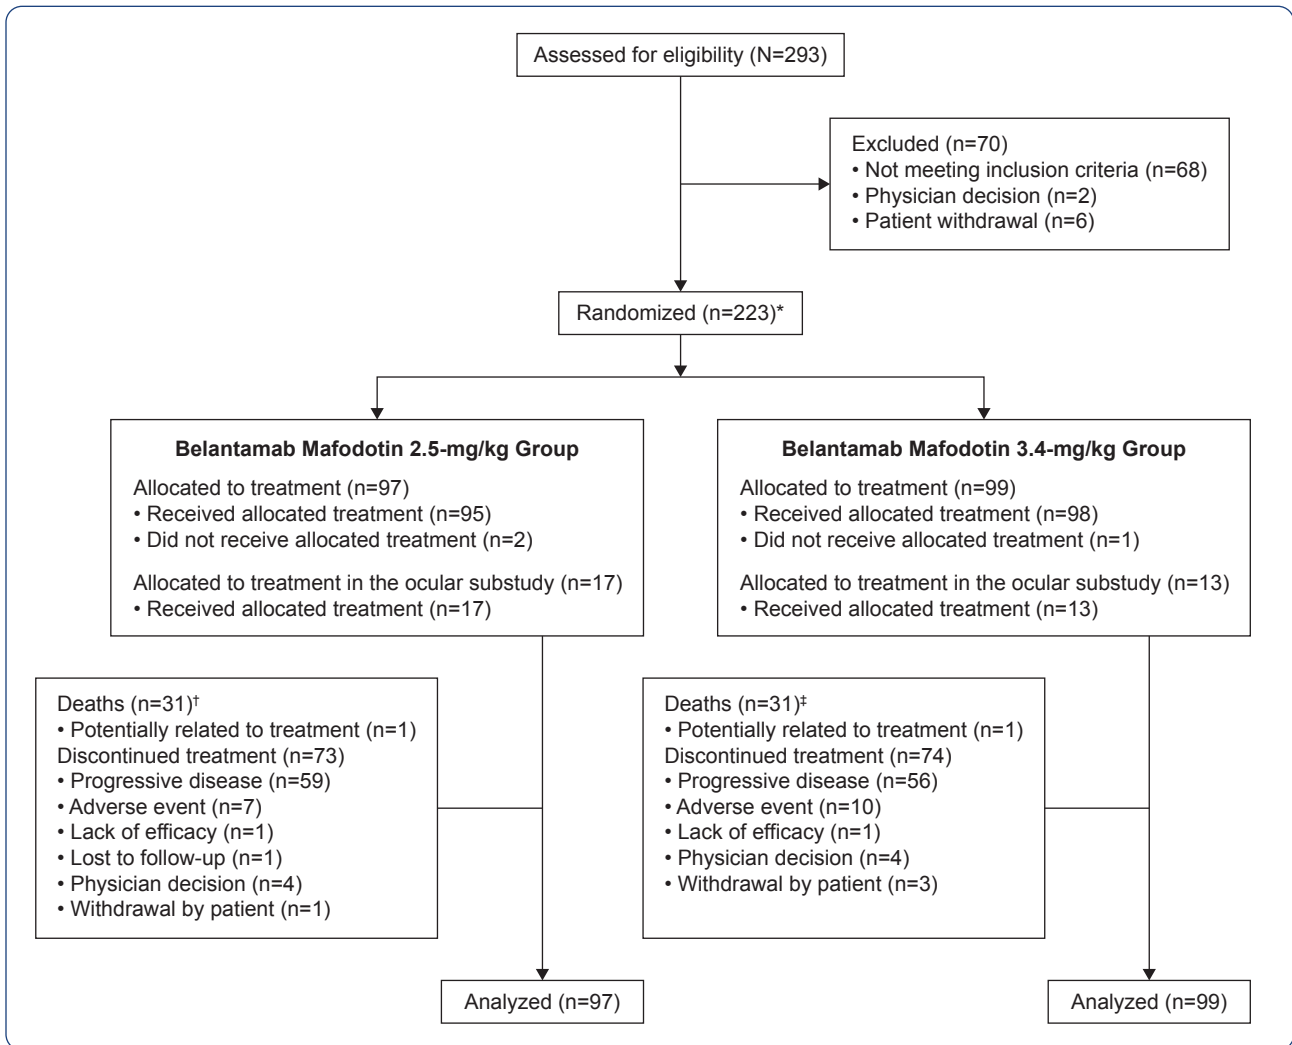 Assessed for eligibility (N=293)
Excluded (n=70)
• Not meeting inclusion criteria (n=68)
• Physician decision (n=2)
• Patient withdrawal (n=6)
Randomized (n=223)*
Belantamab Mafodotin 2.5-mg/kg Group
Allocated to treatment (n=97)
• Received allocated treatment (n=95)
• Did not receive allocated treatment (n=2)
Allocated to treatment in the ocular substudy (n=17)
• Received allocated treatment (n=17)
Belantamab Mafodotin 3.4-mg/kg Group
Allocated to treatment (n=99)
• Received allocated treatment (n=98)
• Did not receive allocated treatment (n=1)
Allocated to treatment in the ocular substudy (n=13)
• Received allocated treatment (n=13)
Deaths (n=31)†
• Potentially related to treatment (n=1)
Discontinued treatment (n=73)
• Progressive disease (n=59)
• Adverse event (n=7)
• Lack of efficacy (n=1)
• Lost to follow-up (n=1)
• Physician decision (n=4)
• Withdrawal by patient (n=1)
Deaths (n=31)‡
• Potentially related to treatment (n=1)
Discontinued treatment (n=74)
• Progressive disease (n=56)
• Adverse event (n=10)
• Lack of efficacy (n=1)
• Physician decision (n=4)
• Withdrawal by patient (n=3)
Analyzed (n=97)
Analyzed (n=99)